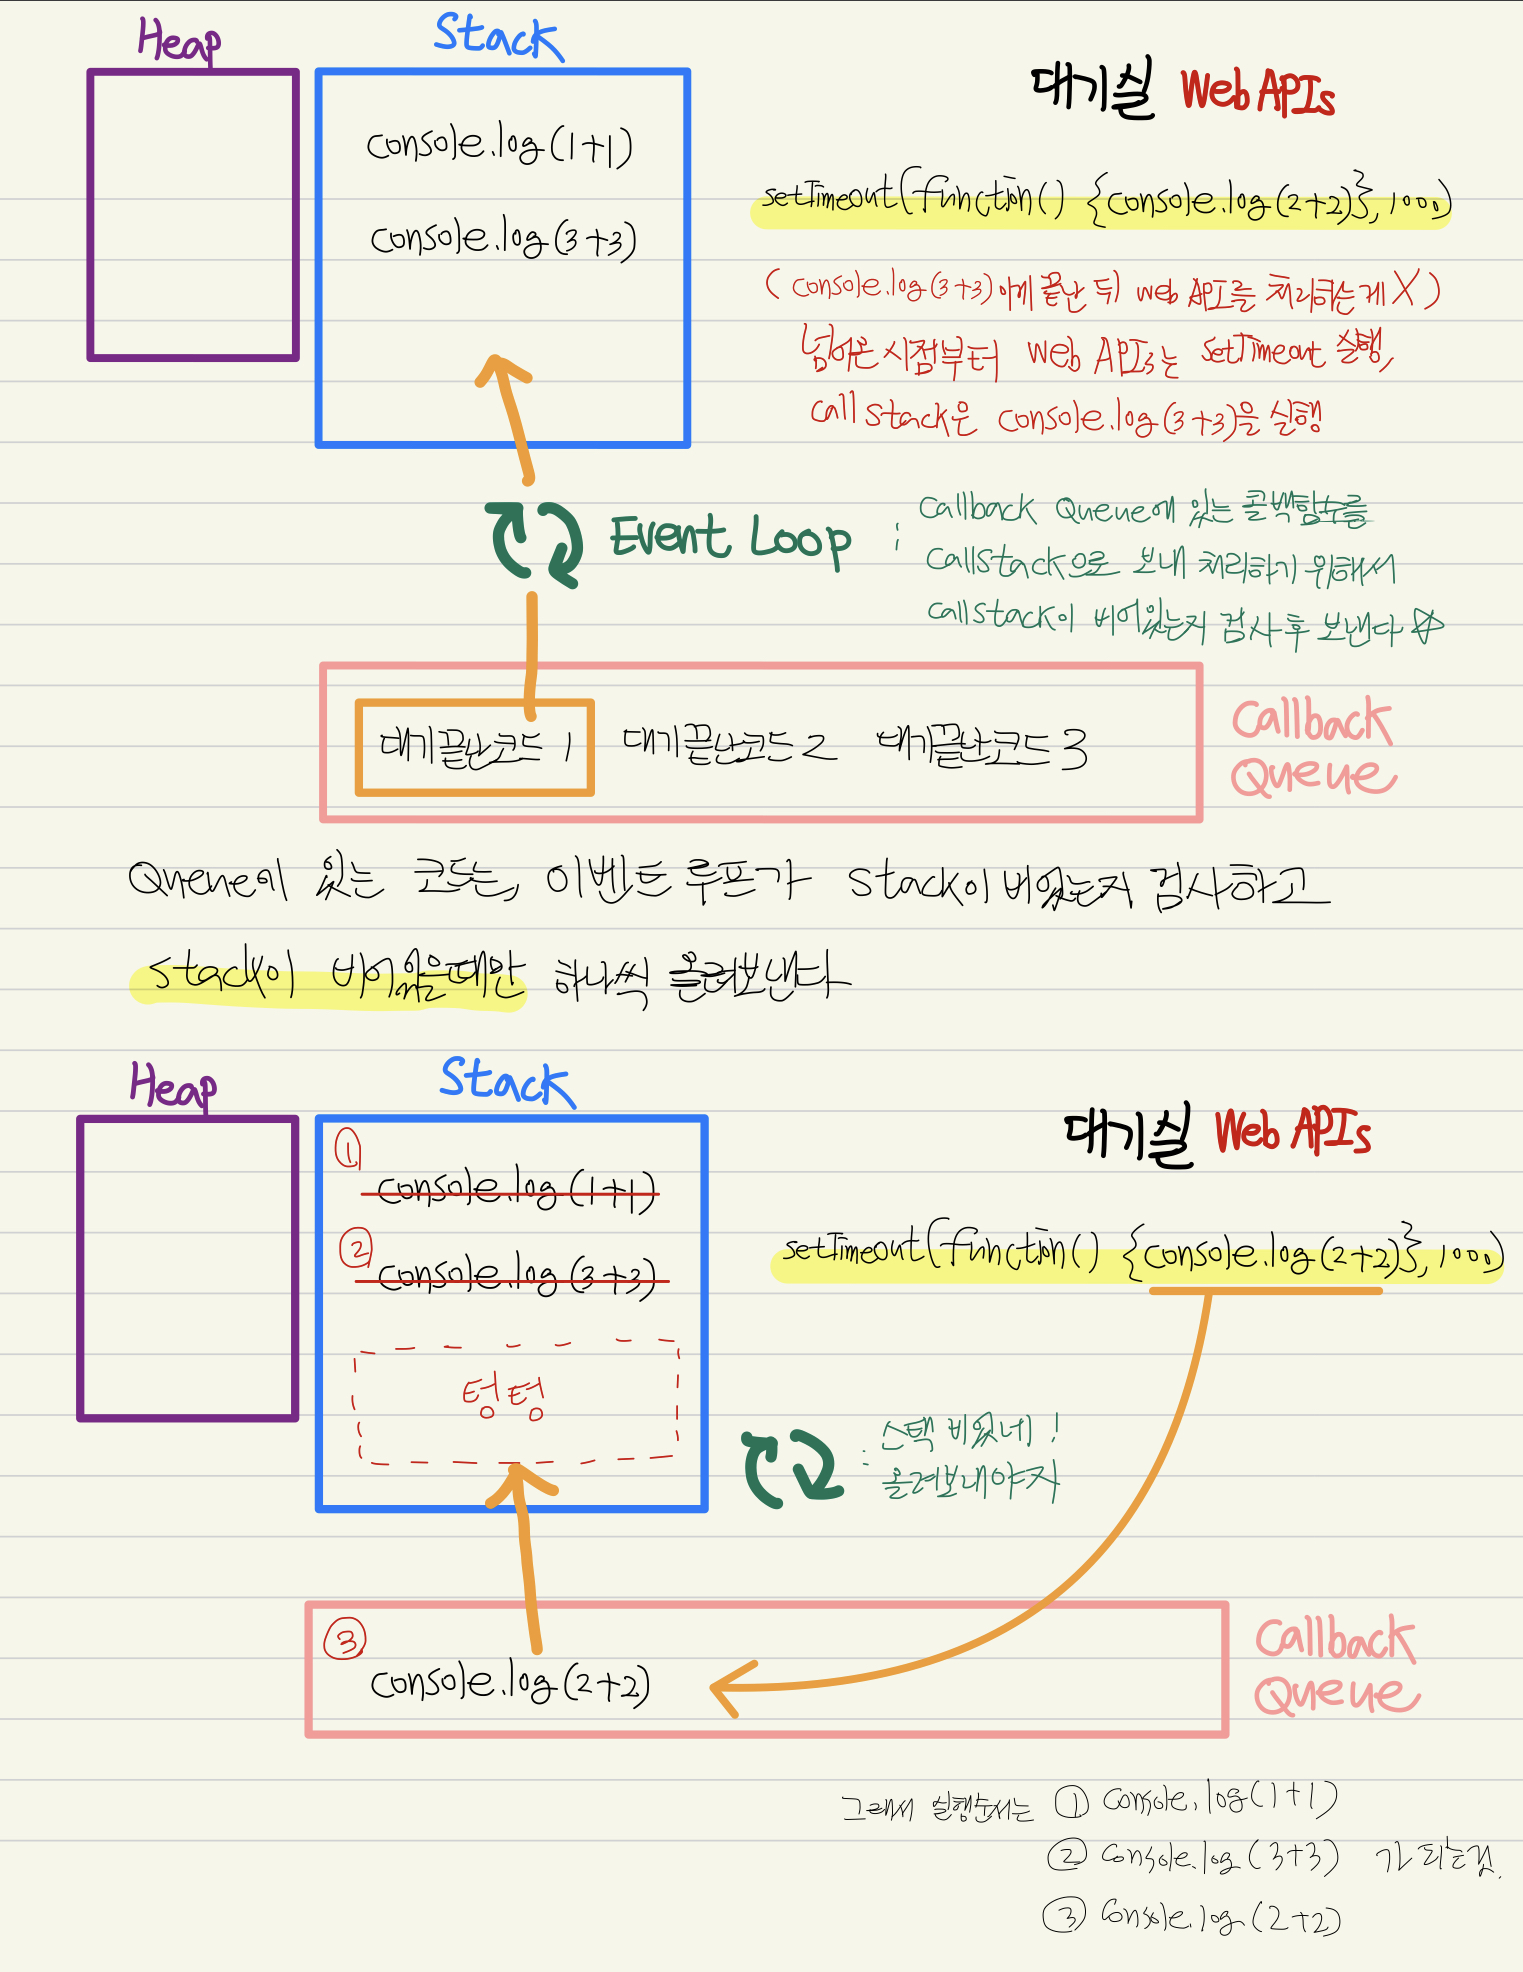 Heap
Stack
대기실 Web APIs
console.log(1+1)
console.log(3+3)
setTimeout(function() {console.log(2+2)}, 1000)
(console.log(3+3)이게 끝난 뒤 web API를 처리하는게 X)
넘어온 시점부터 Web APIs는 setTimeout 실행,
call stack은 console.log(3+3)을 실행
Event Loop :
Callback Queue에 있는 콜백함수를
Callstack으로 보내 처리하기 위해서
callstack이 비어있는지 검사 후 보낸다 ☆
대기끝난코드 1 대기끝난코드 2 대기끝난코드 3
Callback
Queue
Queue에 있는 코드는, 이벤트 루프가 Stack이 비었는지 검사하고
stack이 비어있을때만 하나씩 올려보낸다
Heap
Stack
대기실 Web APIs
①
console.log(1+1)
②
console.log(3+3)
setTimeout(function() {console.log(2+2)}, 1000)
텅텅
: 스택 비었네!
올려보내야지
③
console.log(2+2)
Callback
Queue
그래서 실행순서는 ① console.log(1+1)
② console.log(3+3) 가 되는것.
③ console.log(2+2)